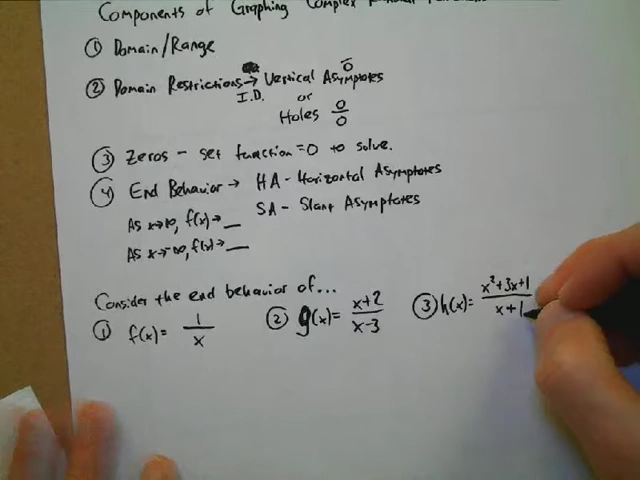 Components of Graphing Complex
① Domain/Range
② Domain Restrictions → Vertical Asymptotes
I.D. or
Holes 0/0
③ Zeros - set function = 0 to solve.
④ End Behavior → HA - Horizontal Asymptotes
SA - Slant Asymptotes
As x→∞, f(x)→ __
As x→-∞, f(x)→ __
Consider the end behavior of...
① f(x)= 1/x ② g(x)= x+2/x-3 ③ h(x)= x²+3x+1/x+1